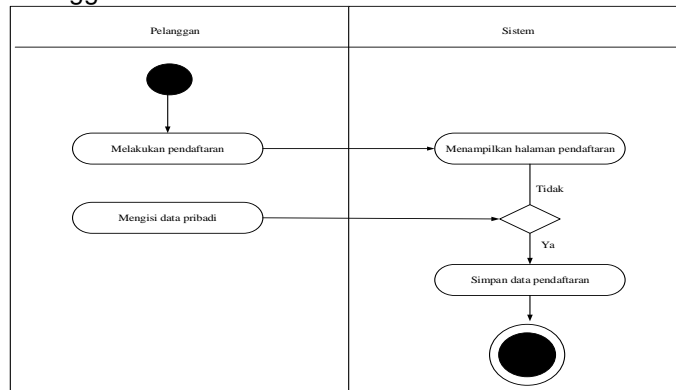 Pelanggan
Sistem
Melakukan pendaftaran
Menampilkan halaman pendaftaran
Tidak
Mengisi data pribadi
Ya
Simpan data pendaftaran